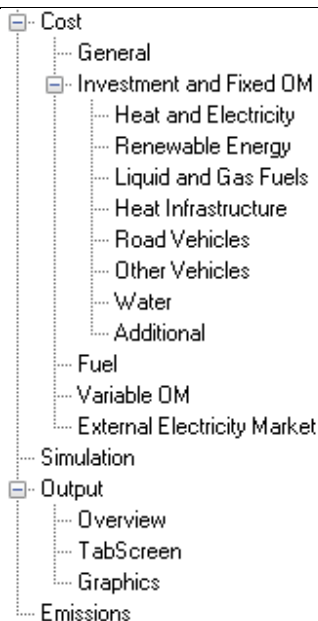 Cost
General
Investment and Fixed OM
Heat and Electricity
Renewable Energy
Liquid and Gas Fuels
Heat Infrastructure
Road Vehicles
Other Vehicles
Water
Additional
Fuel
Variable OM
External Electricity Market
Simulation
Output
Overview
TabScreen
Graphics
Emissions